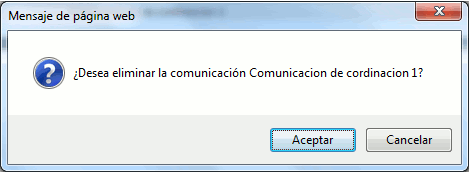 Mensaje de página web
¿Desea eliminar la comunicación Comunicacion de cordinacion 1?
Aceptar
Cancelar